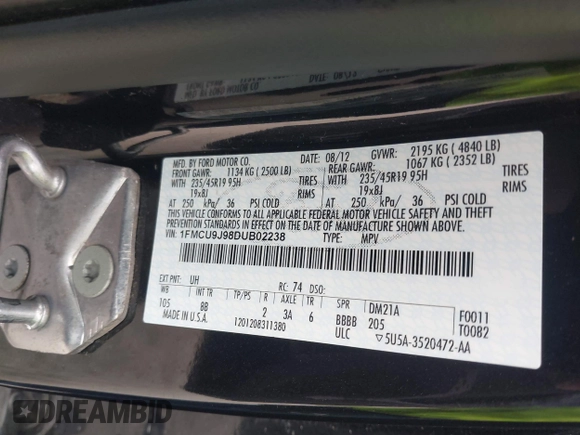 MFD. BY FORD MOTOR CO. 08/12 GVWR: 2195 KG ( 4840 LB)
FRONT GAWR: 1134 KG ( 2500 LB) REAR GAWR: 1067 KG ( 2352 LB)
WITH TIRES WITH TIRES
235/45R19 95H 235/45R19 95H
19x8J 19x8J
AT 250 kPa/ 36 PSI COLD AT 250 kPa/ 36 PSI COLD
THIS VEHICLE CONFORMS TO ALL APPLICABLE FEDERAL MOTOR VEHICLE SAFETY AND THEFT
PREVENTION STANDARDS IN EFFECT ON THE DATE OF MANUFACTURE SHOWN ABOVE.
VIN: 1FMCU9J98DUB02238 TYPE: MPV
EXT PNT: UH RC: 74 DSO:
WB INT TR TP/PS R AXLE TR SPR DM21A F0011
105 88 2 3A 6 BBBB 205 T0082
MADE IN U.S.A. 1201208311380 ULC 5U5A-3520472-AA
DREAMBID